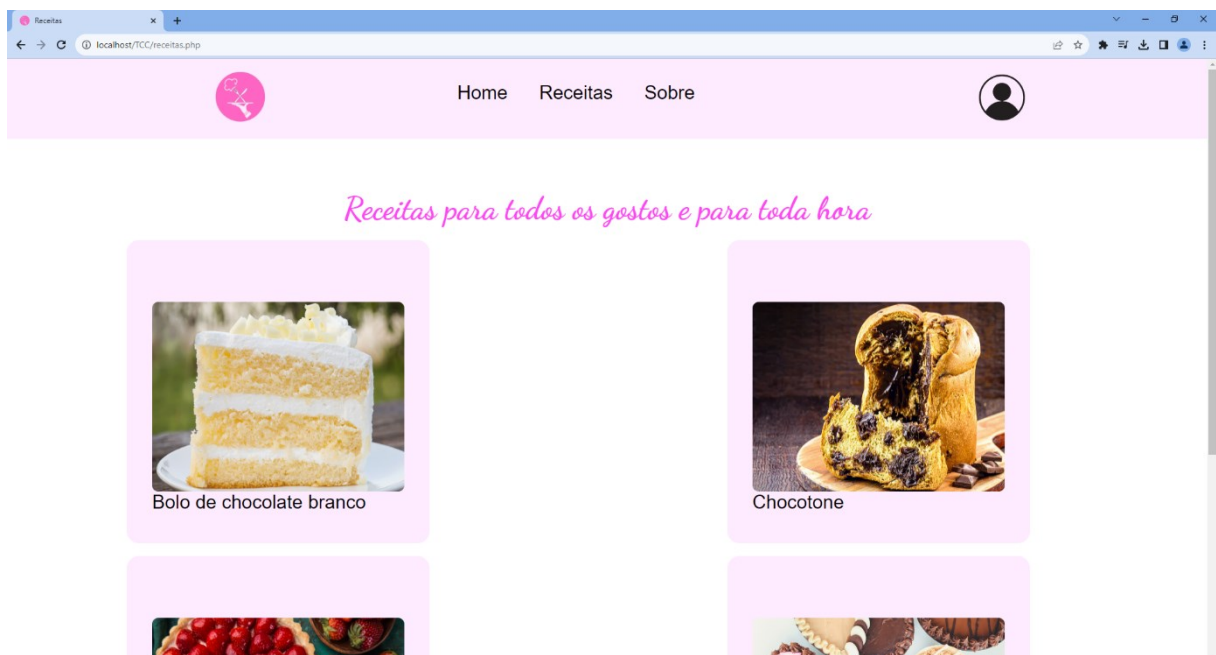 Receitas
localhost/TCC/receitas.php
Home Receitas Sobre
Receitas para todos os gostos e para toda hora
Bolo de chocolate branco
Chocotone